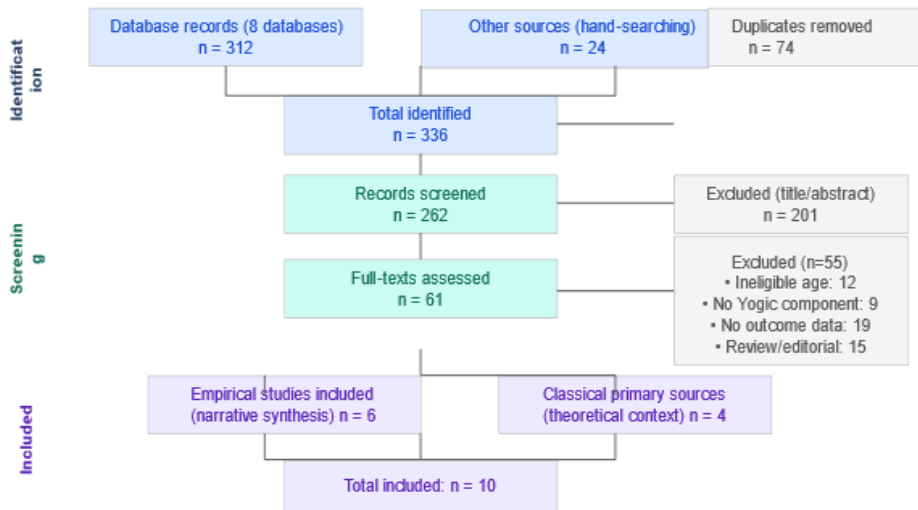 Database records (8 databases)
n = 312
Other sources (hand-searching)
n = 24
Duplicates removed
n = 74
Identificat
ion
Total identified
n = 336
Records screened
n = 262
Excluded (title/abstract)
n = 201
Screenin
g
Full-texts assessed
n = 61
Excluded (n=55)
• Ineligible age: 12
• No Yogic component: 9
• No outcome data: 19
• Review/editorial: 15
Included
Empirical studies included
(narrative synthesis) n = 6
Classical primary sources
(theoretical context) n = 4
Total included: n = 10